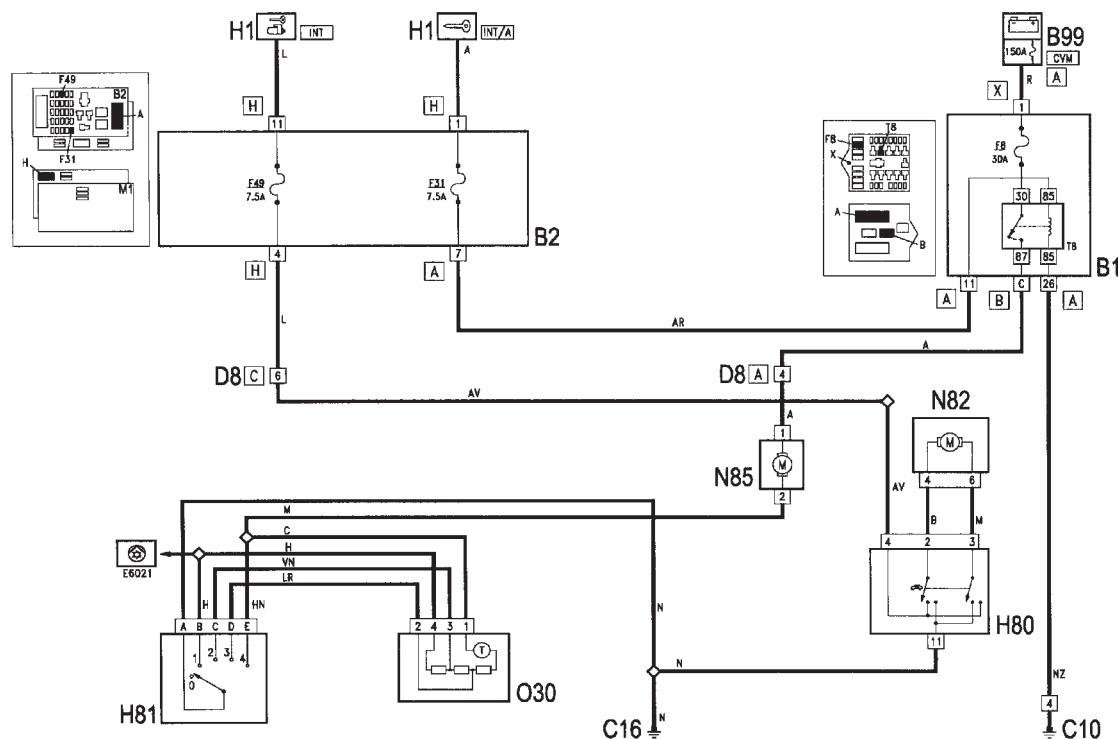 H1 INT
H1 INT/A
B99
150A
CVM
L
A
R
A
F49
B2
A
F31
H
M1
H
H
X
11
1
1
F49
7.5A
F31
7.5A
B2
F8
T8
X
A
B
F8
30A
30
85
T8
87
85
B1
4
7
H
A
11
C
26
A
B
A
L
AR
A
D8 C 6
D8 A 4
AV
A
N82
M
1
M
N85
2
4
6
AV
B
M
M
C
H
VN
LR
E6021
4
2
3
H80
11
H
HN
N
A B C D E
2 4 3 1
T
1
2
3
4
0
H81
O30
N
NZ
4
C16
N
C10